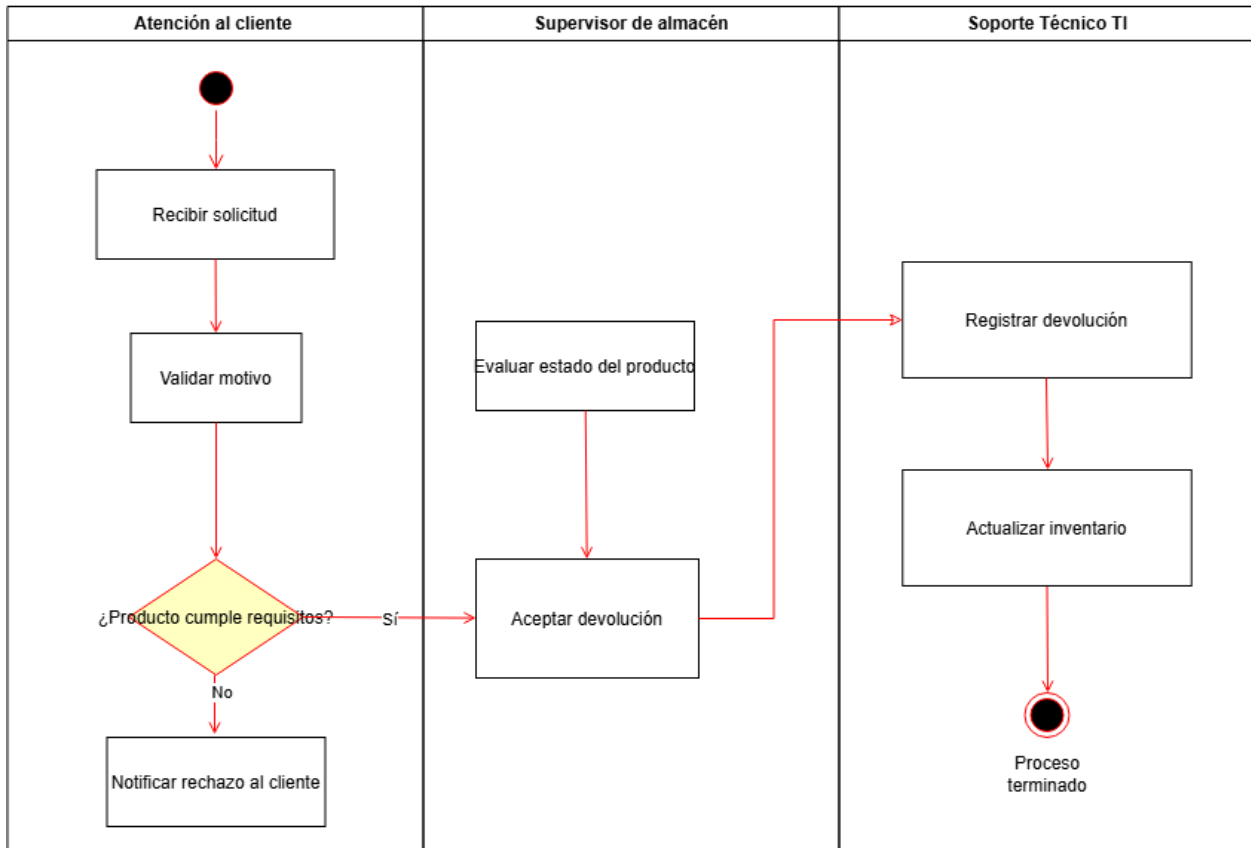 Atención al cliente
Supervisor de almacén
Soporte Técnico TI
Recibir solicitud
Validar motivo
¿Producto cumple requisitos?
Sí
No
Notificar rechazo al cliente
Evaluar estado del producto
Aceptar devolución
Registrar devolución
Actualizar inventario
Proceso
terminado